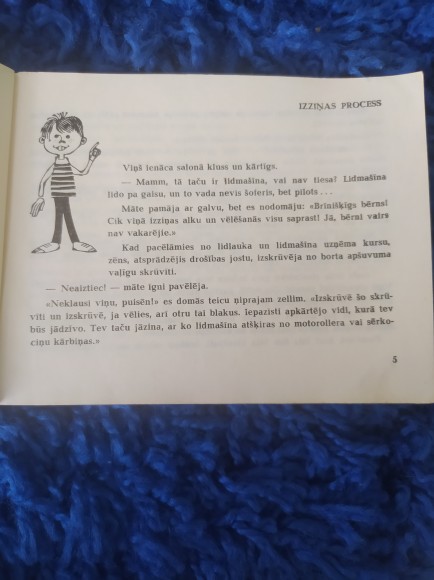 IZZIŅAS PROCESS
Viņš ienāca salonā kluss un kārtīgs.
— Mamm, tā taču ir lidmašīna, vai nav tiesa? Lidmašīna
lido pa gaisu, un to vada nevis šoferis, bet pilots . . .
Māte pamāja ar galvu, bet es nodomāju: «Brīnišķīgs bērns!
Cik viņā izziņas alku un vēlēšanās visu saprast! Jā, bērni vairs
nav vakarējie.»
Kad pacēlāmies no lidlauka un lidmašīna uzņēma kursu,
zēns, atsprādzējis drošības jostu, izskrūvēja no borta apšuvuma
vaļīgu skrūvīti.
— Neaiztiec! — māte īgni pavēlēja.
«Neklausi viņu, puisēn!» es domās teicu ņiprajam zellim. «Izskrūvē šo skrū-
vīti un izskrūvē, ja vēlies, arī otru tai blakus. Iepazīsti apkārtējo vidi, kurā tev
būs jādzīvo. Tev taču jāzina, ar ko lidmašīna atšķiras no motorollera vai sērko-
ciņu kārbiņas.»
5